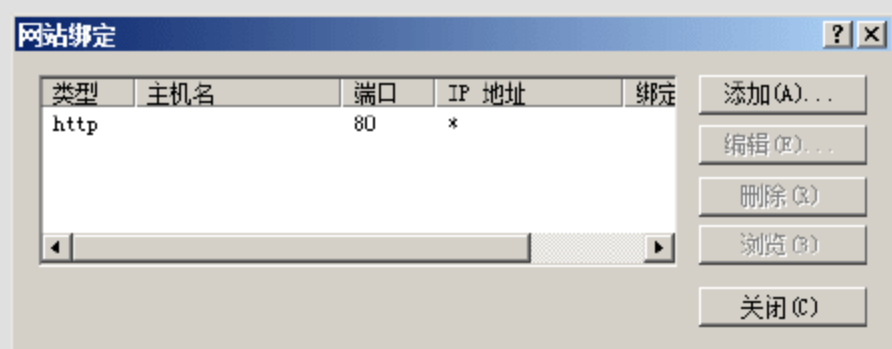 网站绑定
类型 主机名 端口 IP 地址 绑定
http 80 *
添加(A)...
编辑(E)...
删除(R)
浏览(B)
关闭(C)